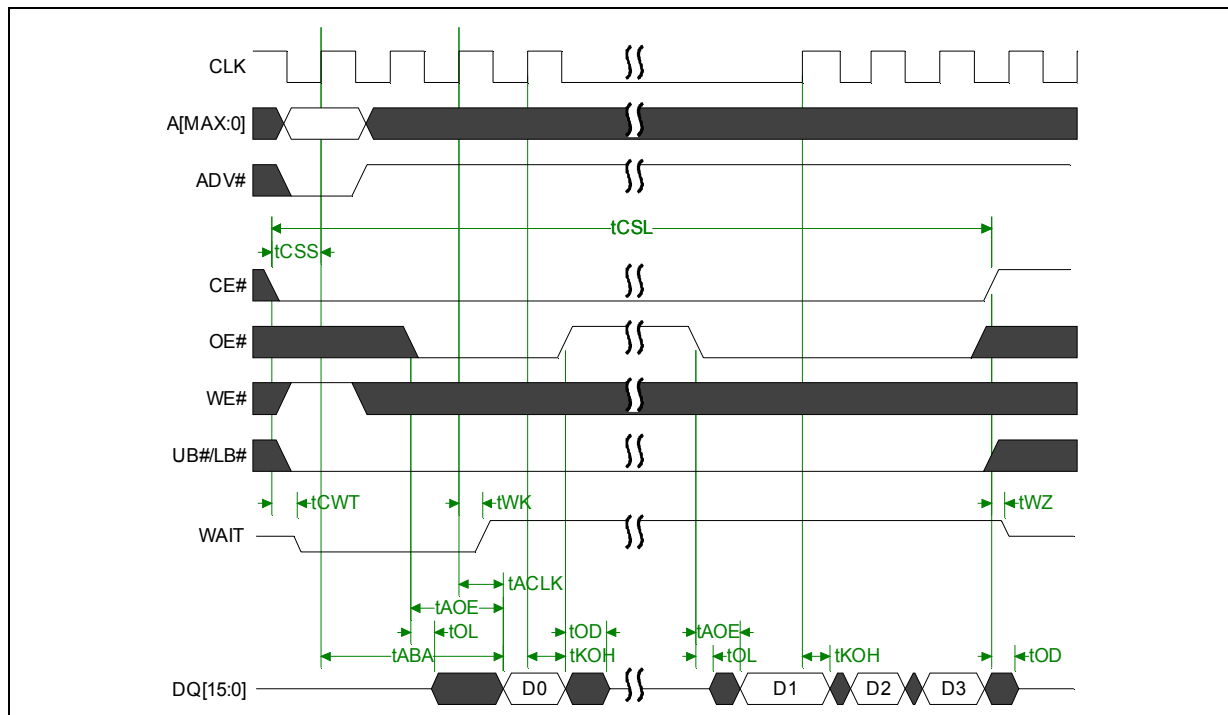 CLK
A[MAX:0]
ADV#
tCSL
tCSS
CE#
OE#
WE#
UB#/LB#
tCWT
tWK
tWZ
WAIT
tACLK
tAOE
tAOE
tOL
tOD
tOL
tABA
tKOH
tKOH
tOD
DQ[15:0]
D0
D1
D2
D3